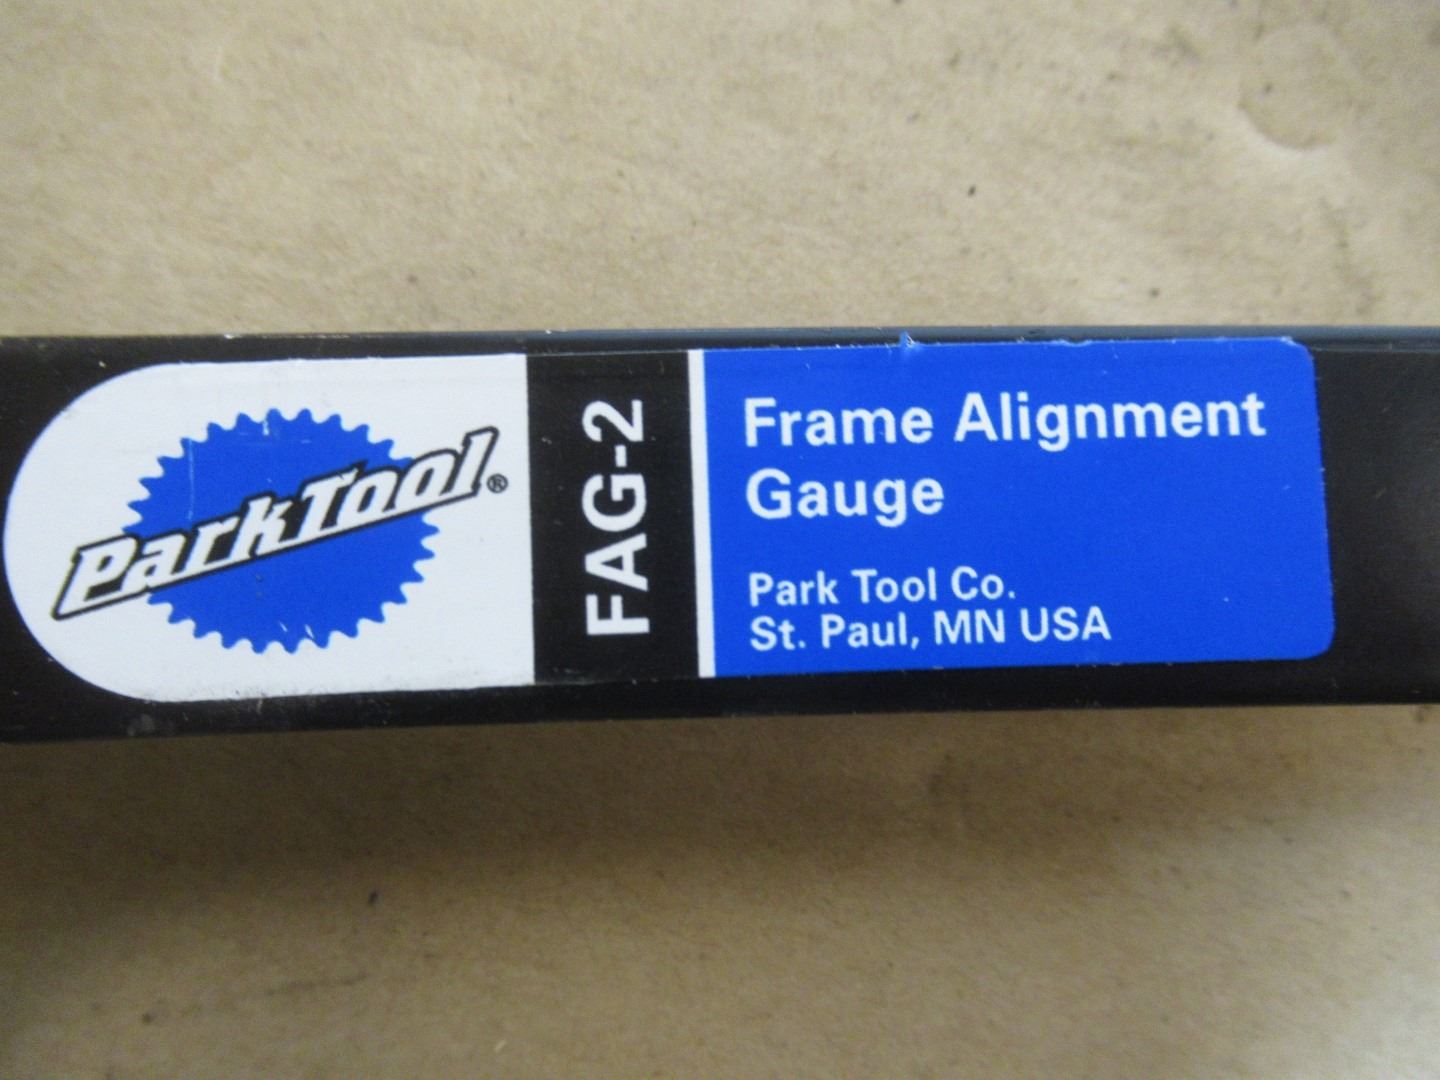 ParkTool®
FAG-2
Frame Alignment
Gauge
Park Tool Co.
St. Paul, MN USA